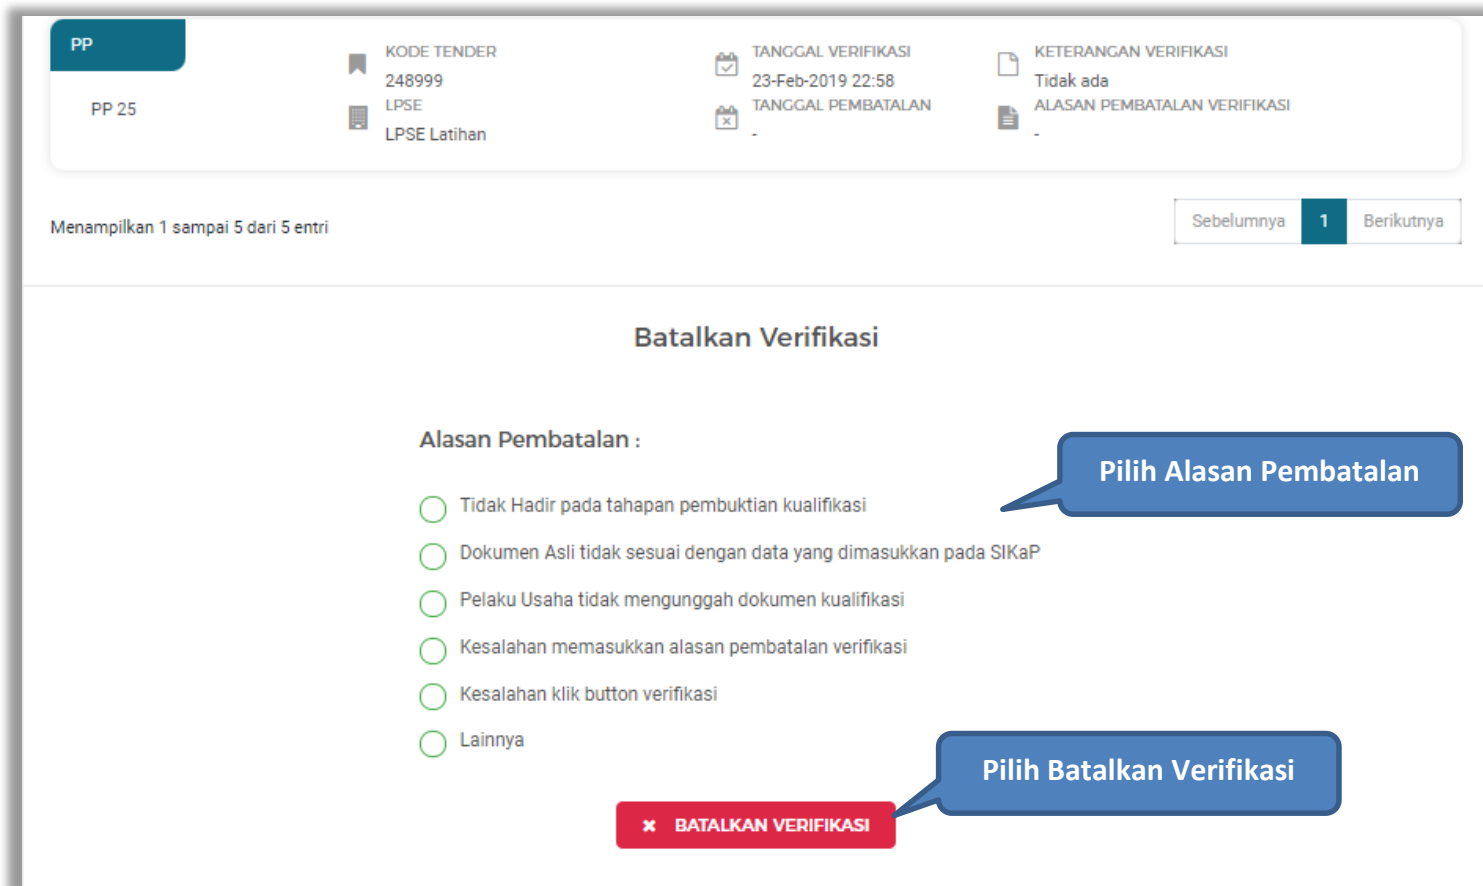 PP
PP 25
KODE TENDER
248999
LPSE
LPSE Latihan
TANGGAL VERIFIKASI
23-Feb-2019 22:58
TANGGAL PEMBATALAN
-
KETERANGAN VERIFIKASI
Tidak ada
ALASAN PEMBATALAN VERIFIKASI
-
Menampilkan 1 sampai 5 dari 5 entri
Sebelumnya 1 Berikutnya
Batalkan Verifikasi
Alasan Pembatalan :
Pilih Alasan Pembatalan
Tidak Hadir pada tahapan pembuktian kualifikasi
Dokumen Asli tidak sesuai dengan data yang dimasukkan pada SIKaP
Pelaku Usaha tidak mengunggah dokumen kualifikasi
Kesalahan memasukkan alasan pembatalan verifikasi
Kesalahan klik button verifikasi
Lainnya
Pilih Batalkan Verifikasi
BATALKAN VERIFIKASI